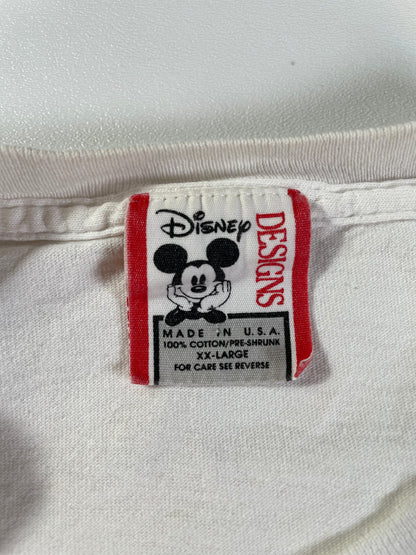 Disney
DESIGNS
MADE IN U.S.A.
100% COTTON/PRE-SHRUNK
XX-LARGE
FOR CARE SEE REVERSE